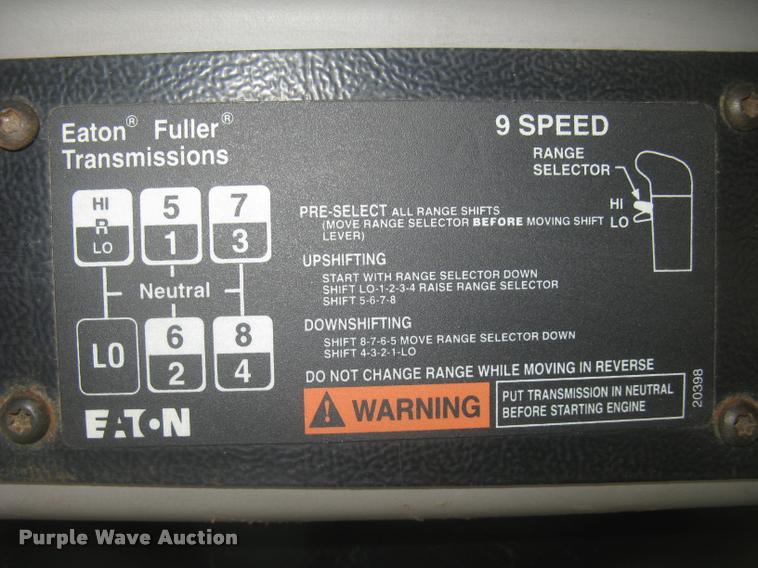 Eaton® Fuller®
Transmissions
9 SPEED
RANGE
SELECTOR
HI
LO
HI
R
LO
5
1
7
3
Neutral
LO
6
2
8
4
PRE-SELECT ALL RANGE SHIFTS
(MOVE RANGE SELECTOR BEFORE MOVING SHIFT
LEVER)
UPSHIFTING
START WITH RANGE SELECTOR DOWN
SHIFT LO-1-2-3-4 RAISE RANGE SELECTOR
SHIFT 5-6-7-8
DOWNSHIFTING
SHIFT 8-7-6-5 MOVE RANGE SELECTOR DOWN
SHIFT 4-3-2-1-LO
DO NOT CHANGE RANGE WHILE MOVING IN REVERSE
WARNING
PUT TRANSMISSION IN NEUTRAL
BEFORE STARTING ENGINE
20398
EATON
Purple Wave Auction